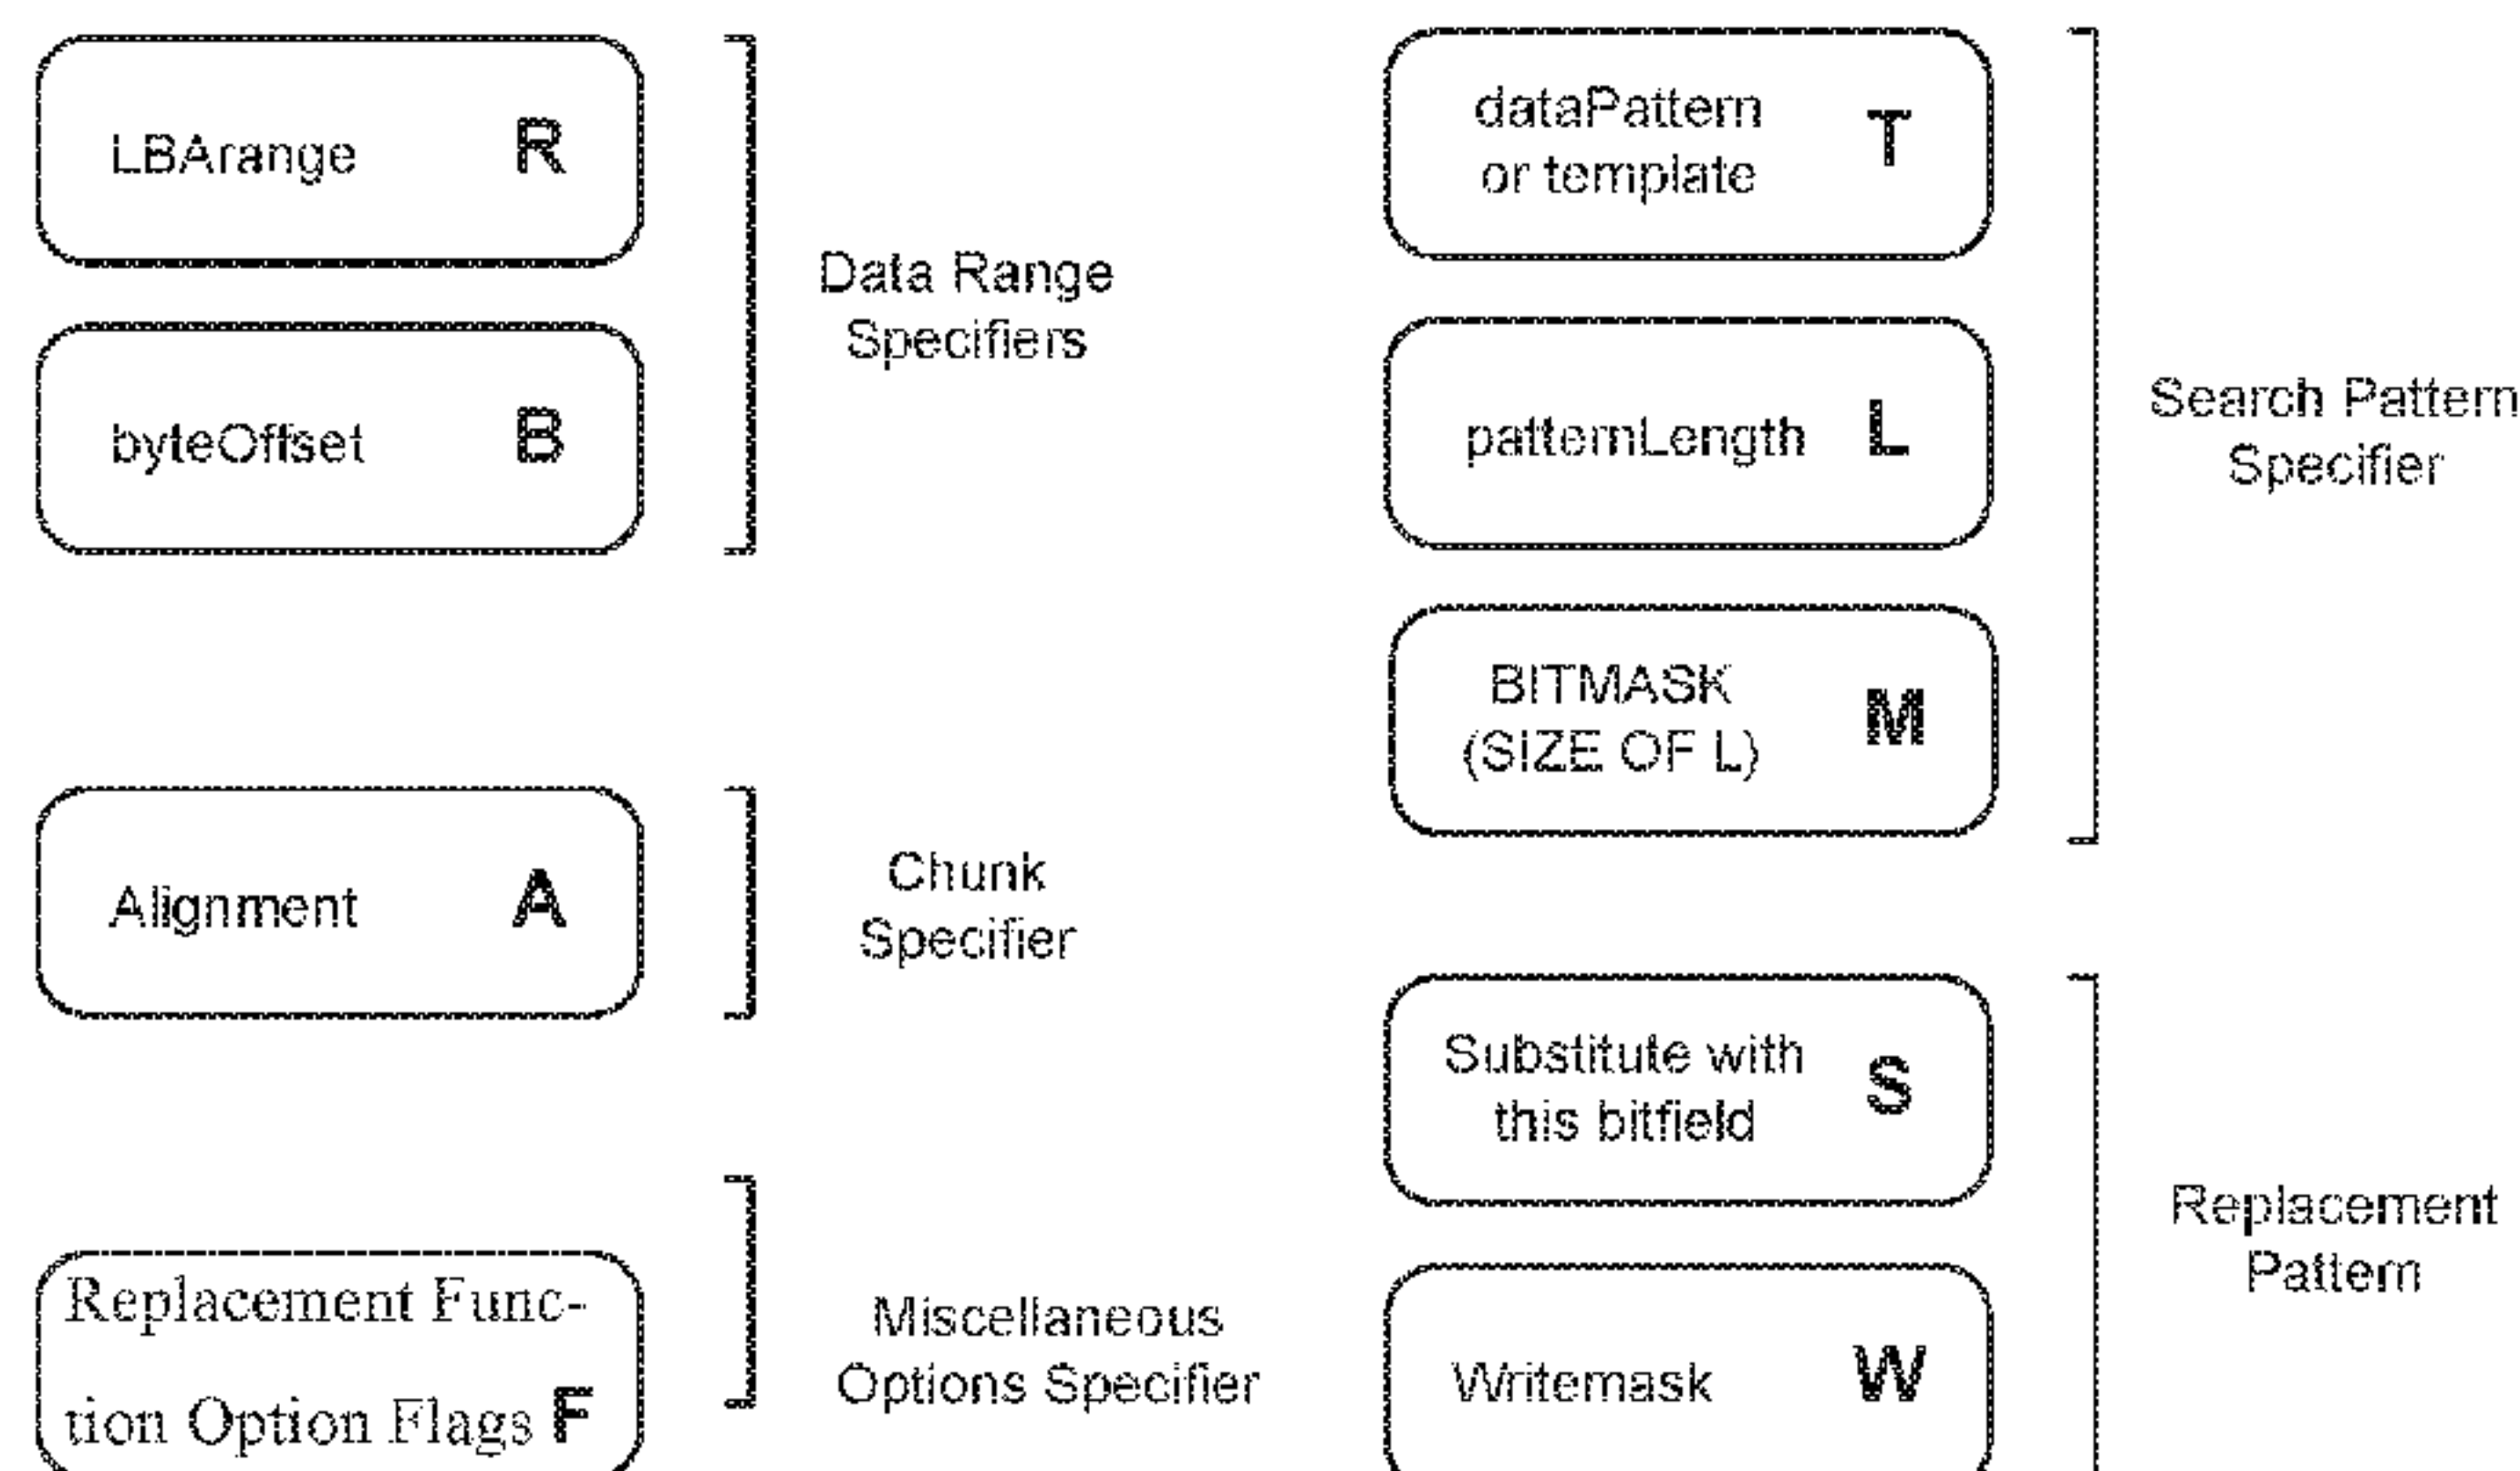 LBArange R
byteOffset B
Data Range
Specifiers
Alignment A
Chunk
Specifier
Replacement Func-
tion Option Flags F
Miscellaneous
Options Specifier
dataPattern
or template T
patternLength L
BITMASK
(SIZE OF L) M
Search Pattern
Specifier
Substitute with
this bitfield S
Writemask W
Replacement
Pattern